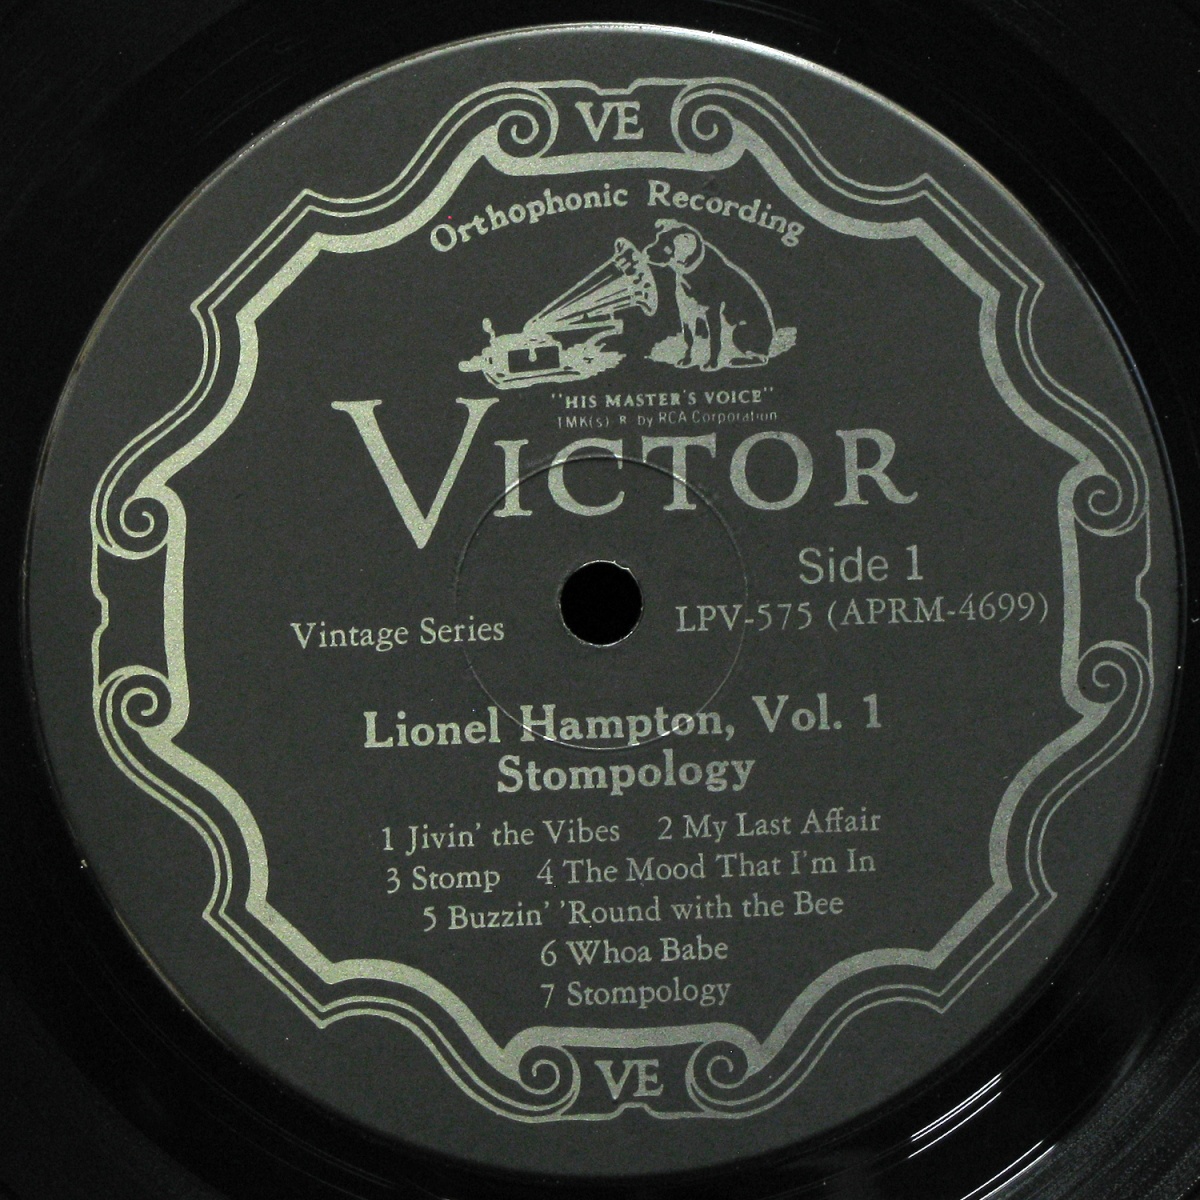 VE
Orthophonic Recording
"HIS MASTER'S VOICE"
TMK(s) R by RCA Corporation
VICTOR
Side 1
Vintage Series LPV-575 (APRM-4699)
Lionel Hampton, Vol. 1
Stompology
1 Jivin' the Vibes 2 My Last Affair
3 Stomp 4 The Mood That I'm In
5 Buzzin' 'Round with the Bee
6 Whoa Babe
7 Stompology
VE